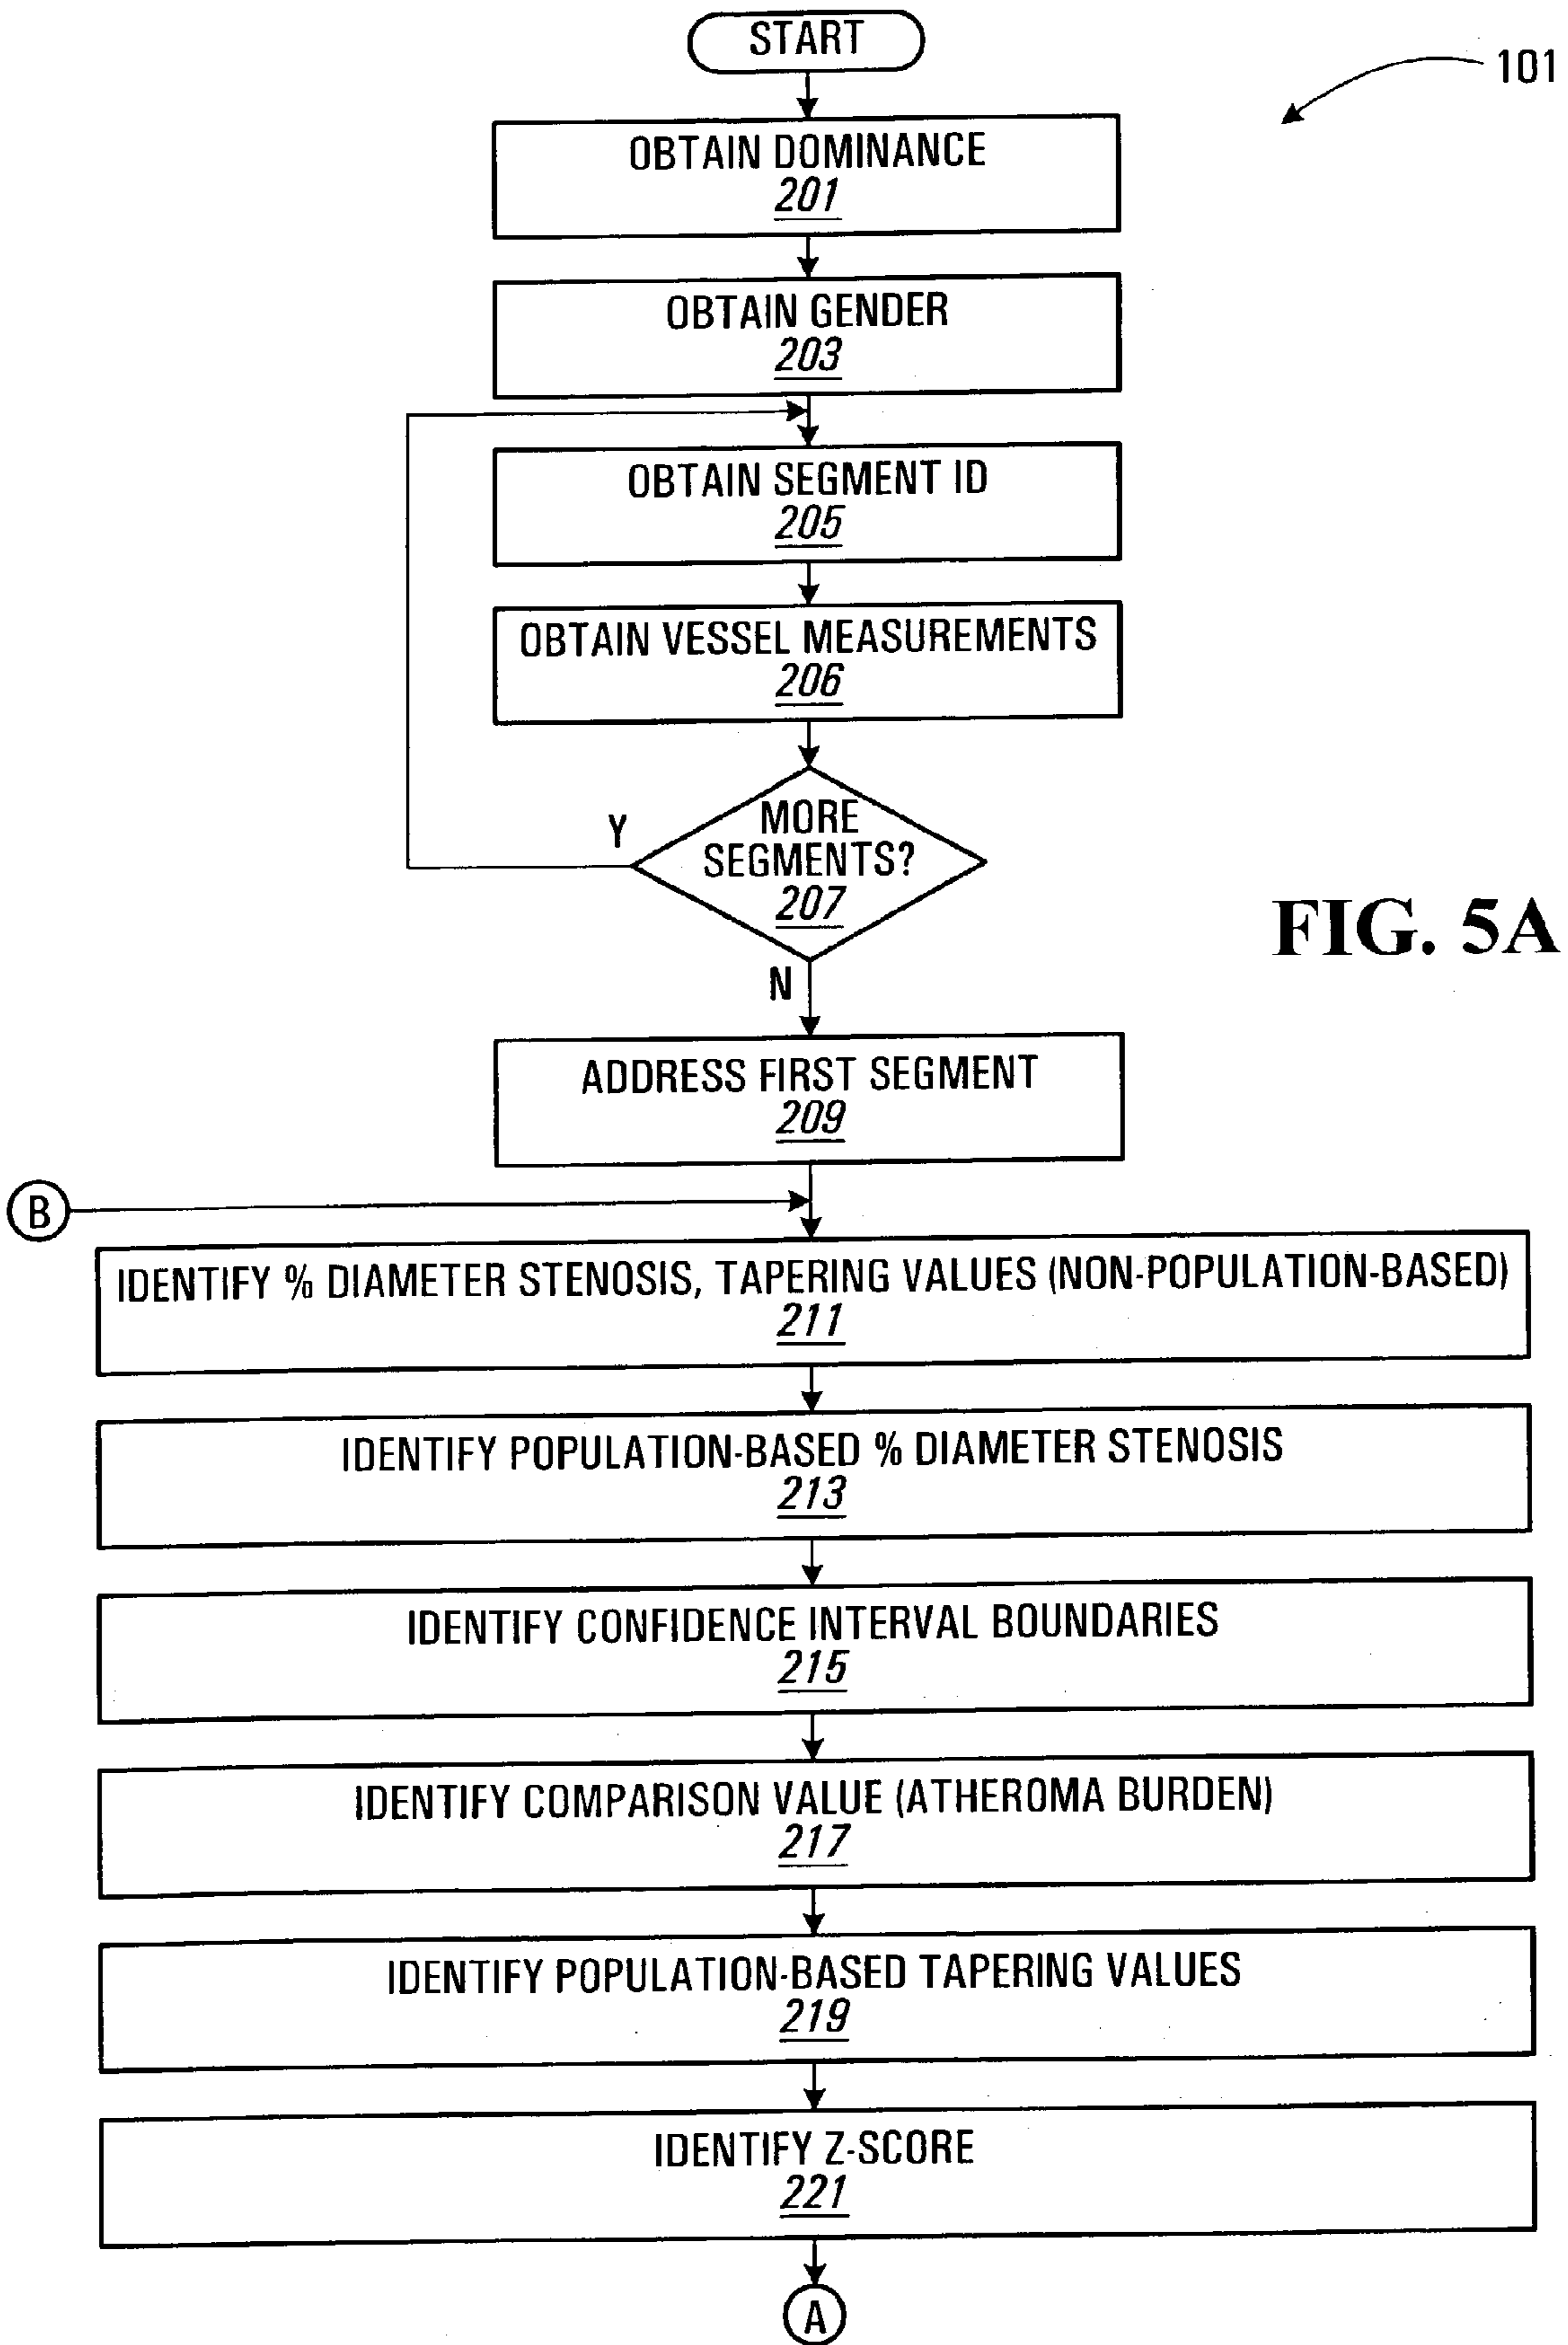 START
101
OBTAIN DOMINANCE
201
OBTAIN GENDER
203
OBTAIN SEGMENT ID
205
OBTAIN VESSEL MEASUREMENTS
206
Y
MORE
SEGMENTS?
207
FIG. 5A
N
ADDRESS FIRST SEGMENT
209
B
IDENTIFY % DIAMETER STENOSIS, TAPERING VALUES (NON-POPULATION-BASED)
211
IDENTIFY POPULATION-BASED % DIAMETER STENOSIS
213
IDENTIFY CONFIDENCE INTERVAL BOUNDARIES
215
IDENTIFY COMPARISON VALUE (ATHEROMA BURDEN)
217
IDENTIFY POPULATION-BASED TAPERING VALUES
219
IDENTIFY Z-SCORE
221
A